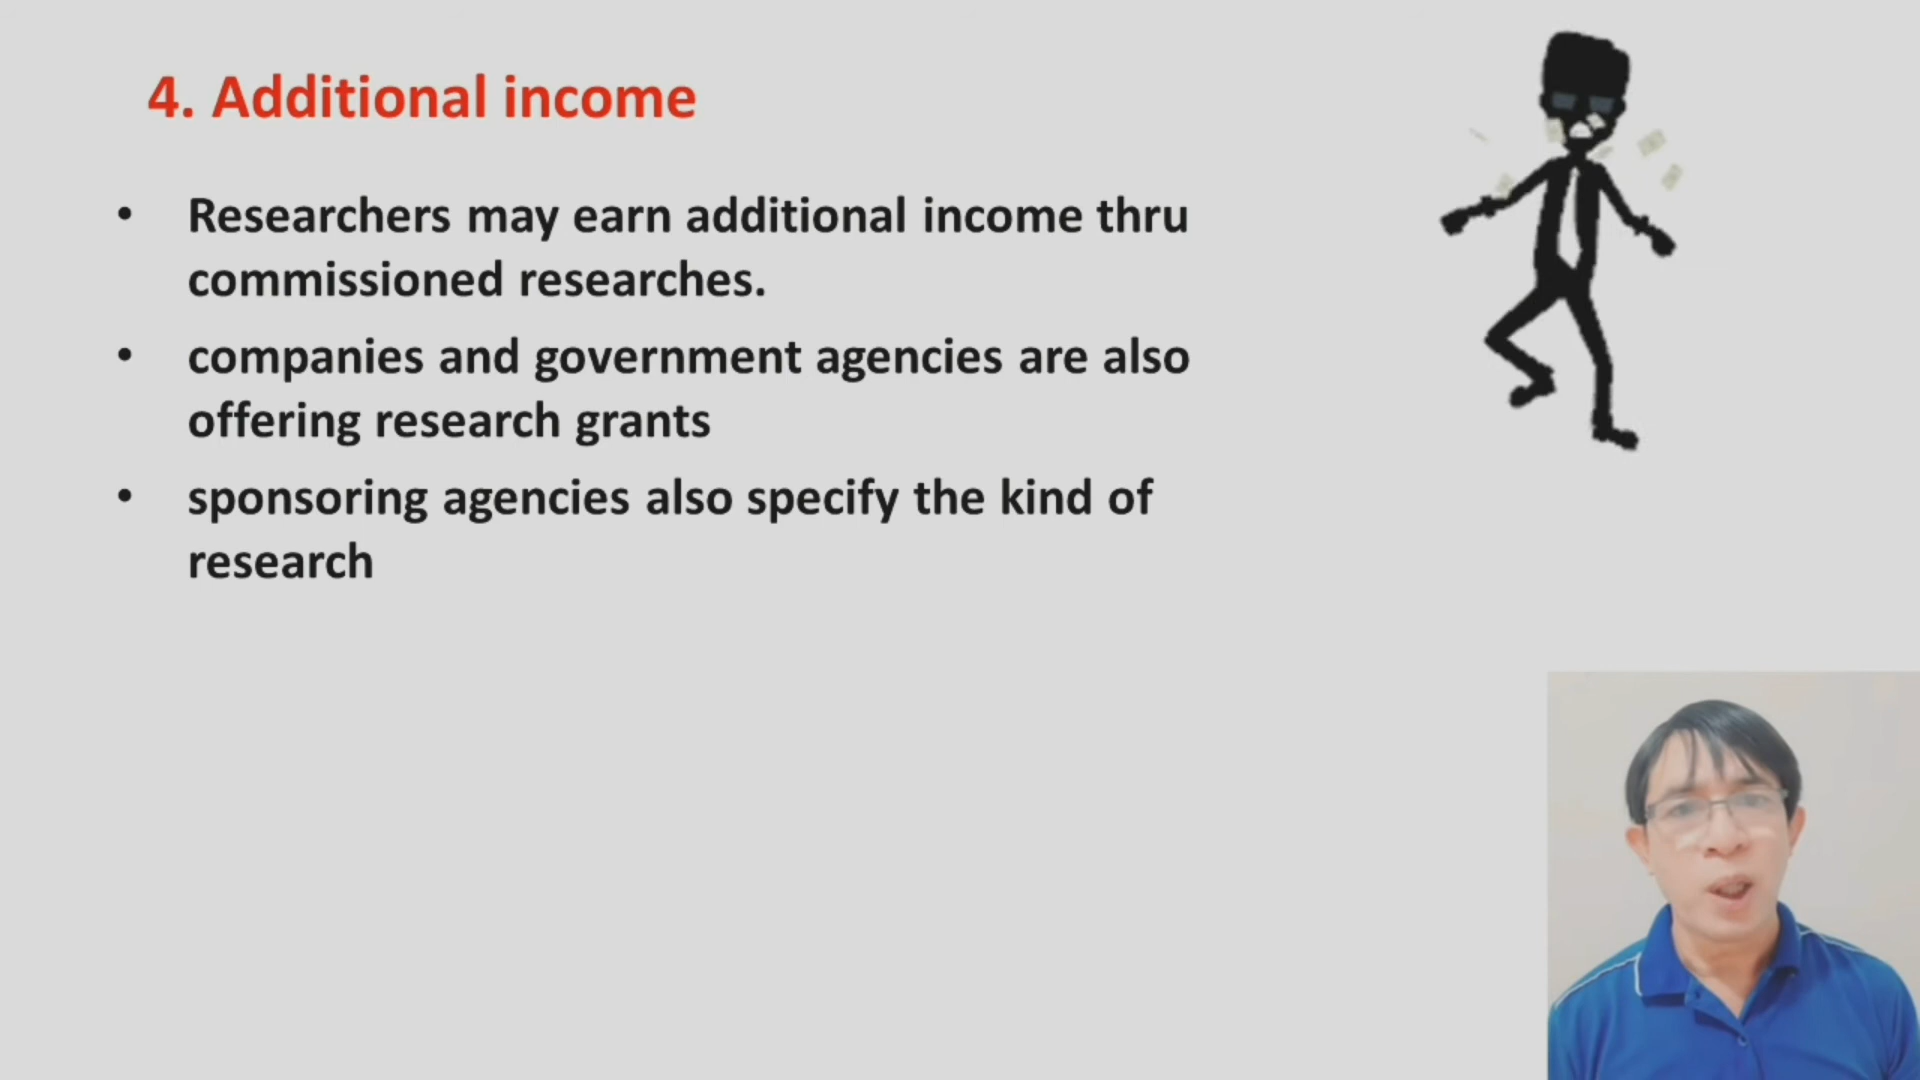 4. Additional income
• Researchers may earn additional income thru
commissioned researches.
• companies and government agencies are also
offering research grants
• sponsoring agencies also specify the kind of
research